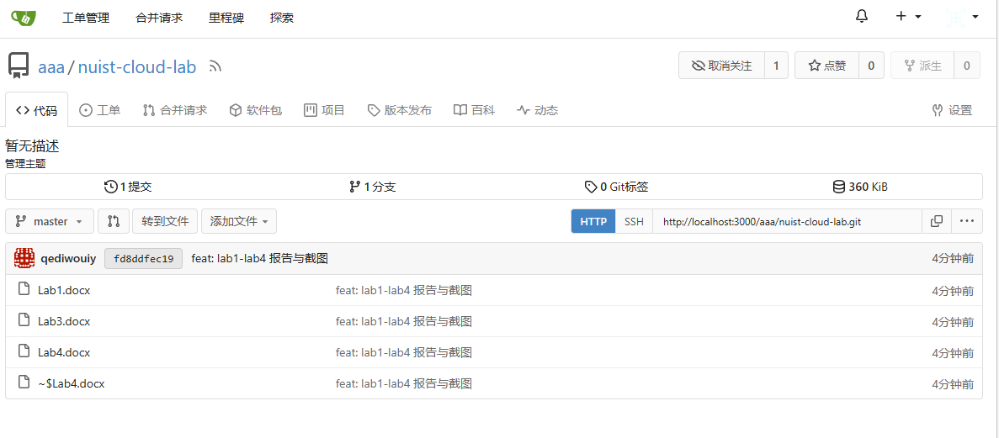 工单管理 合并请求 里程碑 探索
aaa/nuist-cloud-lab 取消关注 1 点赞 0 派生 0
代码 工单 合并请求 软件包 项目 版本发布 百科 动态 设置
暂无描述
管理主题
1 提交 1 分支 0 Git标签 360 KiB
master 转到文件 添加文件 HTTP SSH http://localhost:3000/aaa/nuist-cloud-lab.git
qediwouiy fd8ddfec19 feat: lab1-lab4 报告与截图 4分钟前
Lab1.docx feat: lab1-lab4 报告与截图 4分钟前
Lab3.docx feat: lab1-lab4 报告与截图 4分钟前
Lab4.docx feat: lab1-lab4 报告与截图 4分钟前
~$Lab4.docx feat: lab1-lab4 报告与截图 4分钟前